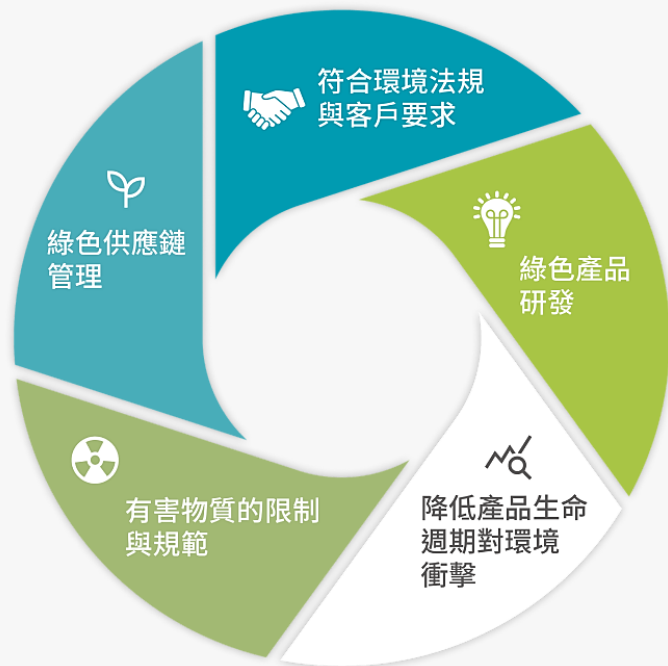 符合環境法規
與客戶要求
綠色產品
研發
降低產品生命
週期對環境
衝擊
有害物質的限制
與規範
綠色供應鏈
管理